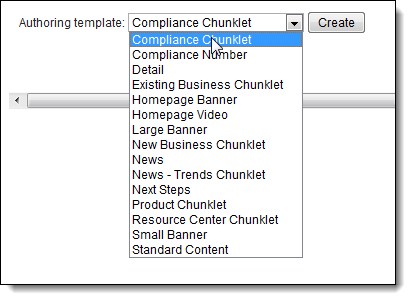 Authoring template: Compliance Chunklet Create
Compliance Chunklet
Compliance Number
Detail
Existing Business Chunklet
Homepage Banner
Homepage Video
Large Banner
New Business Chunklet
News
News - Trends Chunklet
Next Steps
Product Chunklet
Resource Center Chunklet
Small Banner
Standard Content